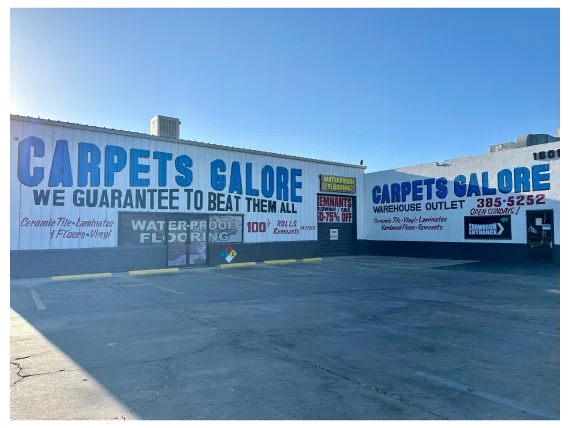 CARPETS GALORE
WE GUARANTEE TO BEAT THEM ALL
Ceramic Tile • Laminates
Floors • Vinyl
WATER-PROOF
FLOORING
100's ROLLS
Remnants
WATERPROOF
FLOORING
REMNANTS
0-75% OFF
CARPETS GALORE
WAREHOUSE OUTLET 385-5252
OPEN SUNDAYS!
Ceramic Tile • Vinyl • Laminates
Hardwood Floors • Remnants
SHOWROOM
ENTRANCE